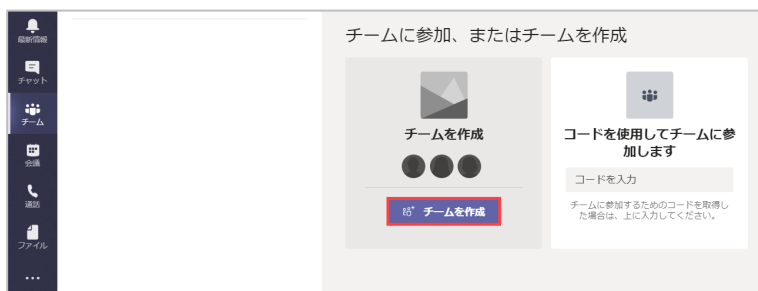 最新情報
チャット
チーム
会議
通話
ファイル
チームに参加、またはチームを作成
チームを作成
チームを作成
コードを使用してチームに参
加します
コードを入力
チームに参加するためのコードを取得し
た場合は、上に入力してください。